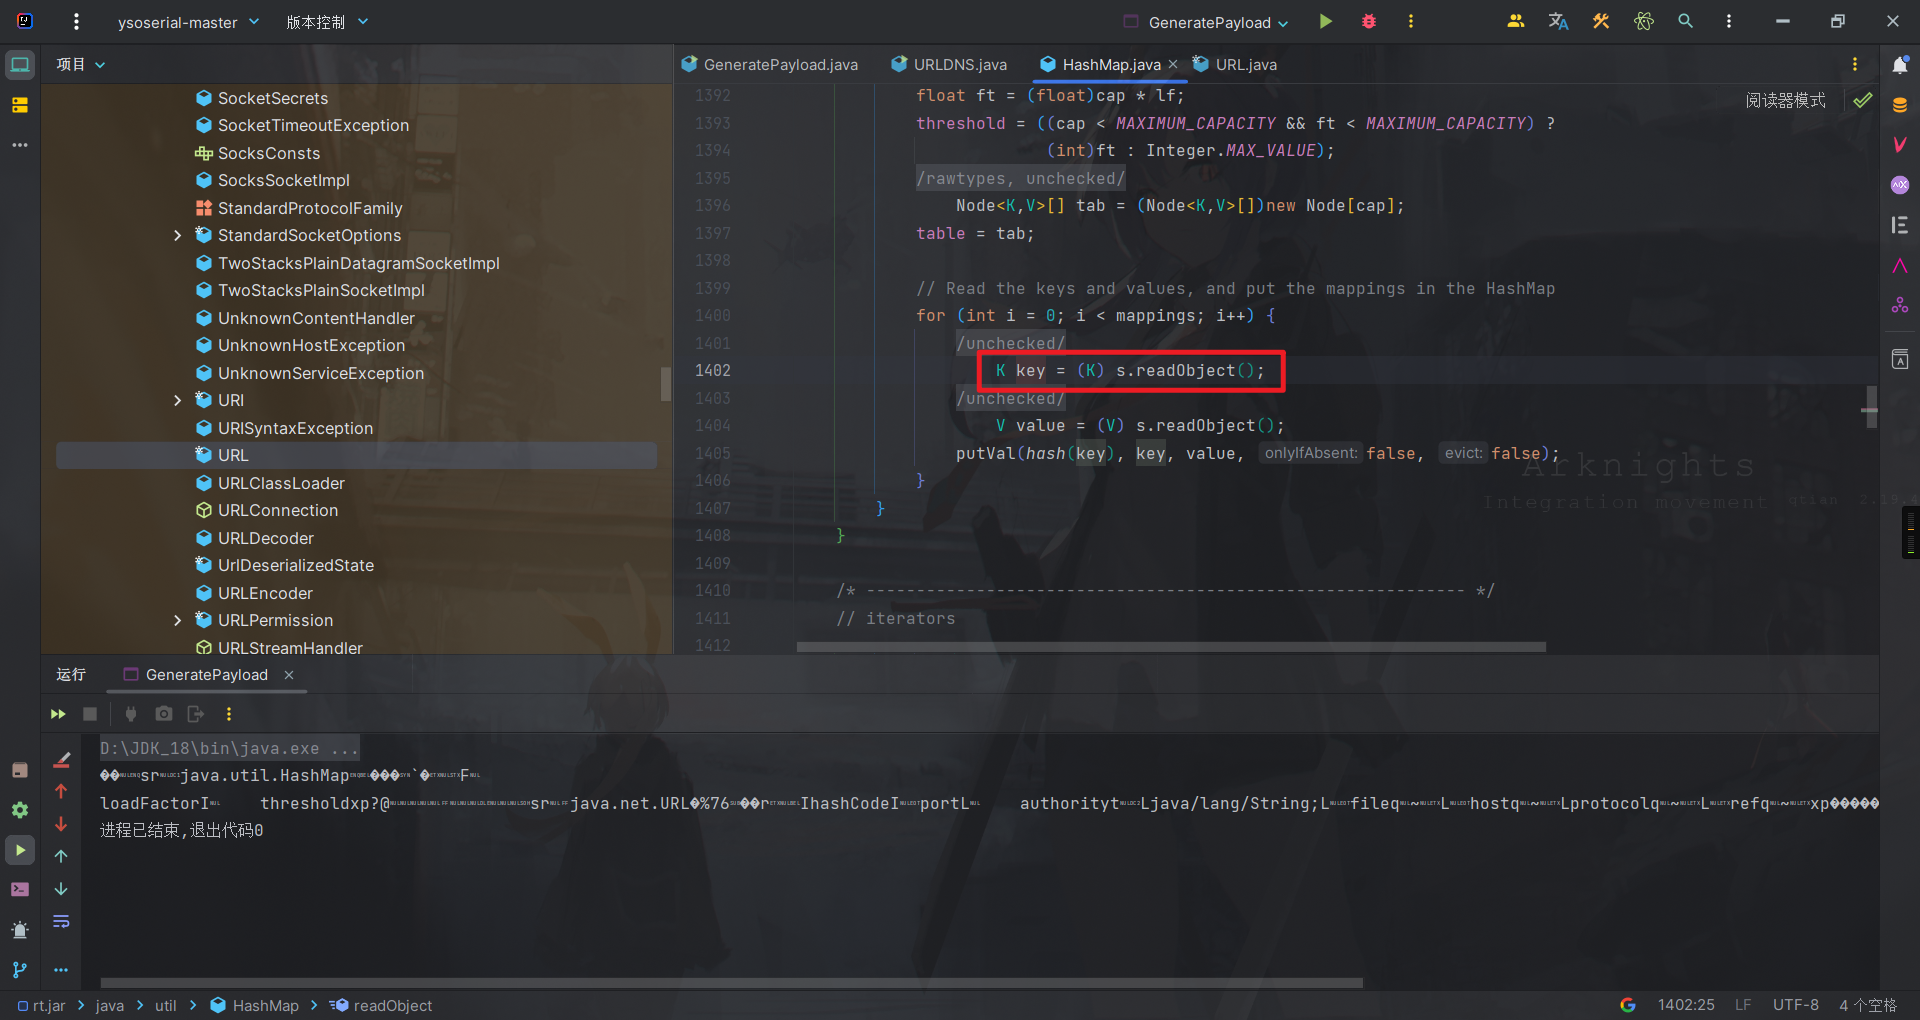 ysoserial-master
版本控制
GeneratePayload
项目
GeneratePayload.java
URLDNS.java
HashMap.java
URL.java
SocketSecrets
SocketTimeoutException
SocksConsts
SocksSocketImpl
StandardProtocolFamily
StandardSocketOptions
TwoStacksPlainDatagramSocketImpl
TwoStacksPlainSocketImpl
UnknownContentHandler
UnknownHostException
UnknownServiceException
URI
URISyntaxException
URL
URLClassLoader
URLConnection
URLDecoder
UrlDeserializedState
URLEncoder
URLPermission
URLStreamHandler
阅读器模式
1392 float ft = (float)cap * lf;
1393 threshold = ((cap < MAXIMUM_CAPACITY && ft < MAXIMUM_CAPACITY) ?
1394 (int)ft : Integer.MAX_VALUE);
1395 /rawtypes, unchecked/
1396 Node<K,V>[] tab = (Node<K,V>[])new Node[cap];
1397 table = tab;
1398
1399 // Read the keys and values, and put the mappings in the HashMap
1400 for (int i = 0; i < mappings; i++) {
1401 /unchecked/
1402 K key = (K) s.readObject();
1403 /unchecked/
1404 V value = (V) s.readObject();
1405 putVal(hash(key), key, value, onlyIfAbsent: false, evict: false);
1406 }
1407 }
1408 }
1409
1410 /* ------------------------------------------------------------ */
1411 // iterators
1412
Arknights
Integration movement qtian 2.19.4
运行
GeneratePayload
D:\JDK_18\bin\java.exe ...
sr java.util.HashMap ` F
loadFactorI thresholdxp?@ sr java.net.URL %76 r IhashCodeI portL authorityt Ljava/lang/String;L fileq ~ L hostq ~ Lprotocolq ~ L refq ~ xp
进程已结束,退出代码0
rt.jar
java
util
HashMap
readObject
1402:25
LF
UTF-8
4 个空格